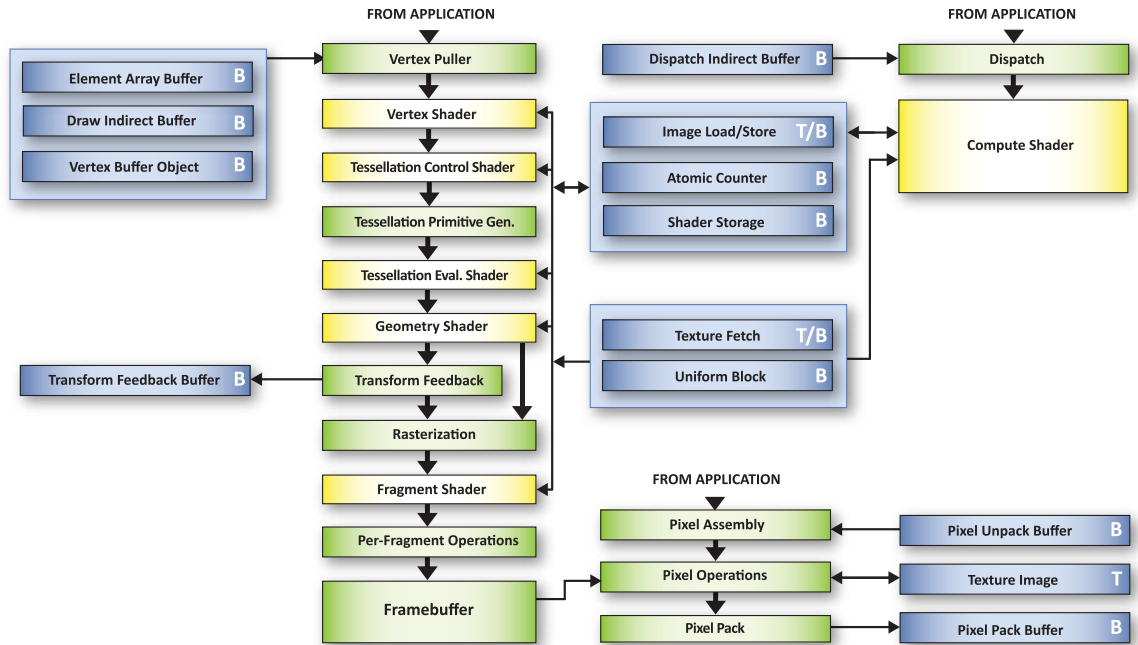 FROM APPLICATION
Vertex Puller
Element Array Buffer B
Draw Indirect Buffer B
Vertex Buffer Object B
Vertex Shader
Tessellation Control Shader
Tessellation Primitive Gen.
Tessellation Eval. Shader
Geometry Shader
Transform Feedback
Transform Feedback Buffer B
Rasterization
Fragment Shader
Per-Fragment Operations
Framebuffer
FROM APPLICATION
Dispatch Indirect Buffer B
Dispatch
Image Load/Store T/B
Atomic Counter B
Shader Storage B
Compute Shader
Texture Fetch T/B
Uniform Block B
FROM APPLICATION
Pixel Assembly
Pixel Unpack Buffer B
Pixel Operations
Texture Image T
Pixel Pack
Pixel Pack Buffer B